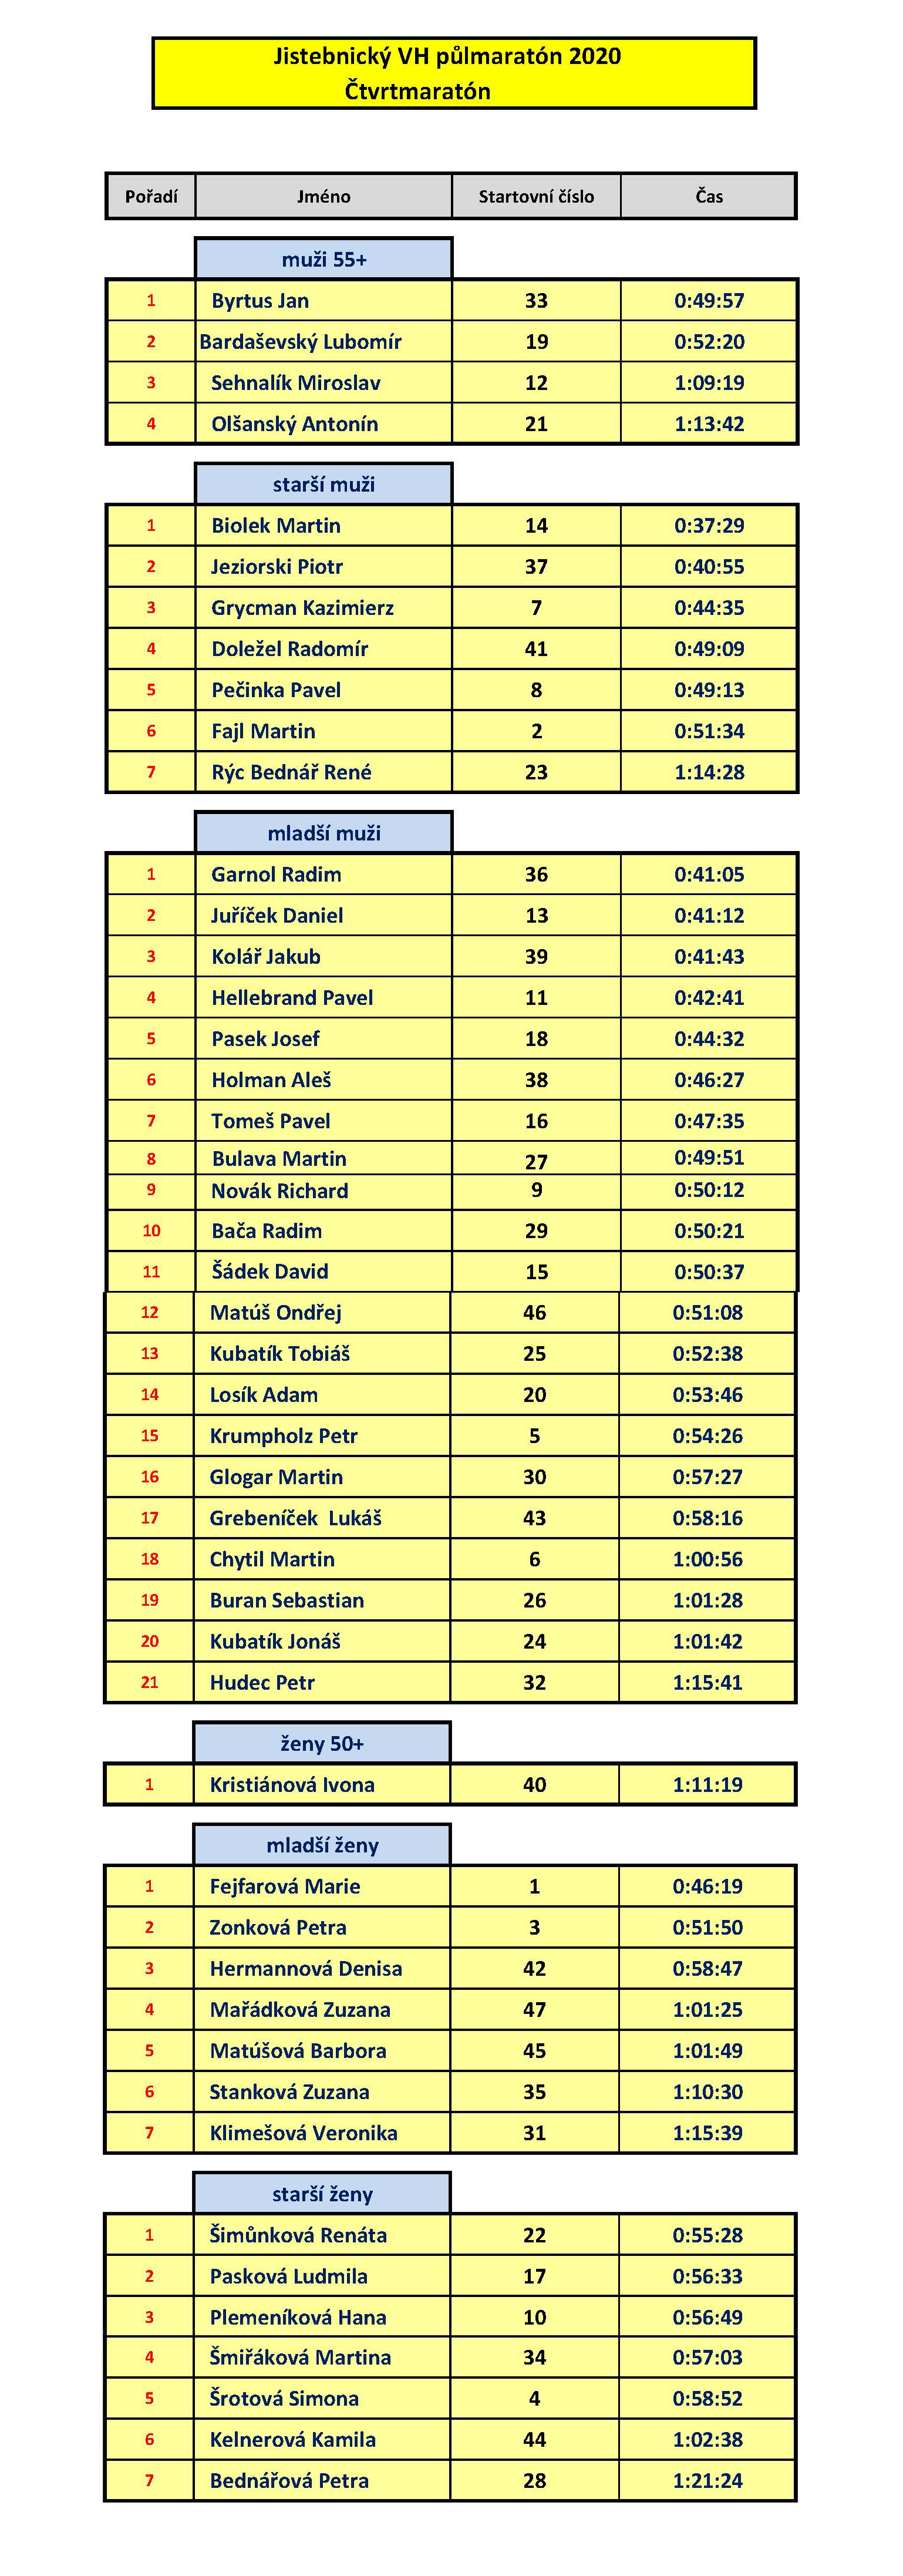 Jistebnický VH půlmaratón 2020
Čtvrtmaratón
Pořadí Jméno Startovní číslo Čas
muži 55+
1 Byrtus Jan 33 0:49:57
2 Bardaševský Lubomír 19 0:52:20
3 Sehnalík Miroslav 12 1:09:19
4 Olšanský Antonín 21 1:13:42
starší muži
1 Biolek Martin 14 0:37:29
2 Jeziorski Piotr 37 0:40:55
3 Grycman Kazimierz 7 0:44:35
4 Doležel Radomír 41 0:49:09
5 Pečinka Pavel 8 0:49:13
6 Fajl Martin 2 0:51:34
7 Rýc Bednář René 23 1:14:28
mladší muži
1 Garnol Radim 36 0:41:05
2 Juříček Daniel 13 0:41:12
3 Kolář Jakub 39 0:41:43
4 Hellebrand Pavel 11 0:42:41
5 Pasek Josef 18 0:44:32
6 Holman Aleš 38 0:46:27
7 Tomeš Pavel 16 0:47:35
8 Bulava Martin 27 0:49:51
9 Novák Richard 9 0:50:12
10 Bača Radim 29 0:50:21
11 Šádek David 15 0:50:37
12 Matúš Ondřej 46 0:51:08
13 Kubatík Tobiáš 25 0:52:38
14 Losík Adam 20 0:53:46
15 Krumpholz Petr 5 0:54:26
16 Glogar Martin 30 0:57:27
17 Grebeníček Lukáš 43 0:58:16
18 Chytil Martin 6 1:00:56
19 Buran Sebastian 26 1:01:28
20 Kubatík Jonáš 24 1:01:42
21 Hudec Petr 32 1:15:41
ženy 50+
1 Kristiánová Ivona 40 1:11:19
mladší ženy
1 Fejfarová Marie 1 0:46:19
2 Zonková Petra 3 0:51:50
3 Hermannová Denisa 42 0:58:47
4 Mařádková Zuzana 47 1:01:25
5 Matúšová Barbora 45 1:01:49
6 Stanková Zuzana 35 1:10:30
7 Klimešová Veronika 31 1:15:39
starší ženy
1 Šimůnková Renáta 22 0:55:28
2 Pasková Ludmila 17 0:56:33
3 Plemeníková Hana 10 0:56:49
4 Šmiřáková Martina 34 0:57:03
5 Šrotová Simona 4 0:58:52
6 Kelnerová Kamila 44 1:02:38
7 Bednářová Petra 28 1:21:24